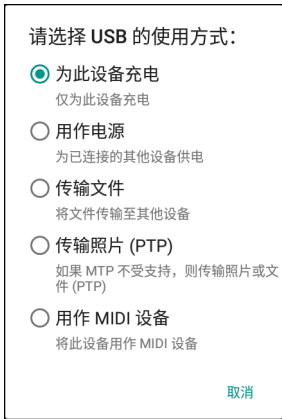 请选择 USB 的使用方式：
为此设备充电
仅为此设备充电
用作电源
为已连接的其他设备供电
传输文件
将文件传输至其他设备
传输照片 (PTP)
如果 MTP 不受支持，则传输照片或文
件 (PTP)
用作 MIDI 设备
将此设备用作 MIDI 设备
取消